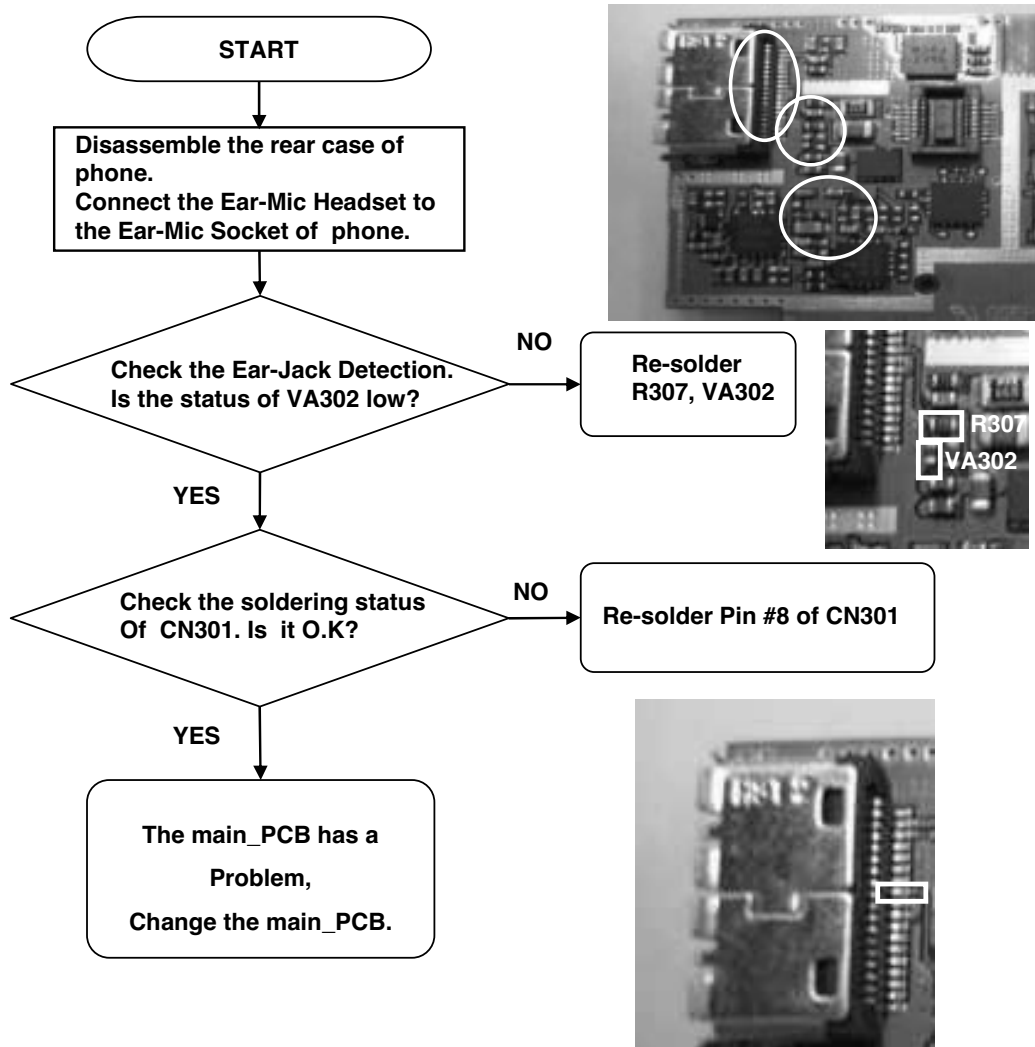 START
Disassemble the rear case of
phone.
Connect the Ear-Mic Headset to
the Ear-Mic Socket of phone.
Check the Ear-Jack Detection.
Is the status of VA302 low?
NO
Re-solder
R307, VA302
R307
VA302
YES
Check the soldering status
Of CN301. Is it O.K?
NO
Re-solder Pin #8 of CN301
YES
The main_PCB has a
Problem,
Change the main_PCB.